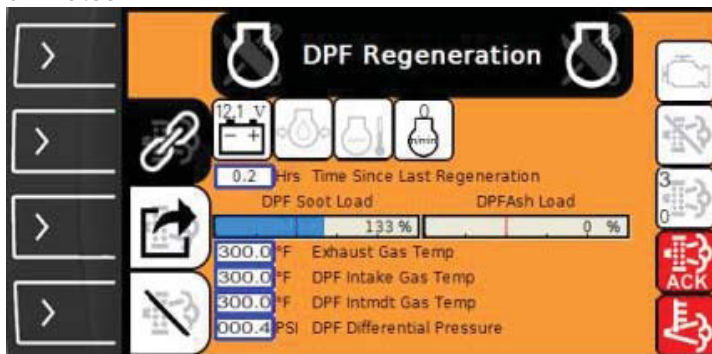 DPF Regeneration
12,1 V
0
n/min
0.2 Hrs Time Since Last Regeneration
DPF Soot Load DPFAsh Load
133 % 0 %
300.0 °F Exhaust Gas Temp
300.0 °F DPF Intake Gas Temp
300.0 °F DPF Intmdt Gas Temp
000.4 PSI DPF Differential Pressure
3
0
ACK